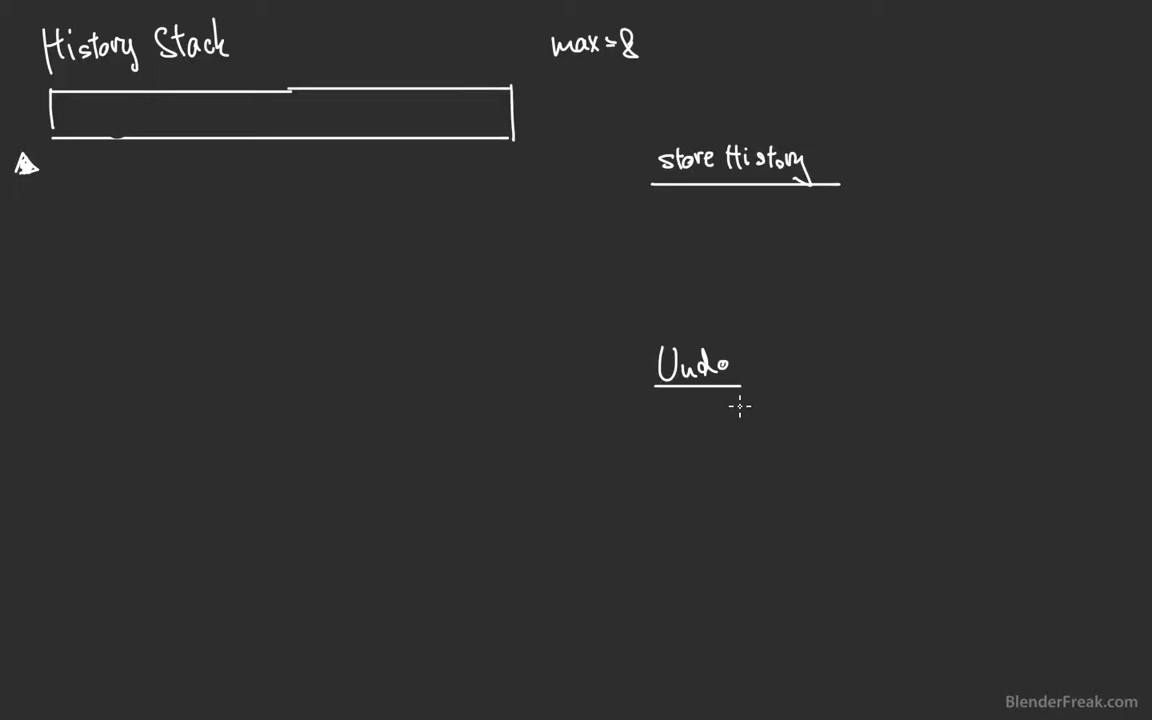 History Stack
max=8
store History
Undo
BlenderFreak.com